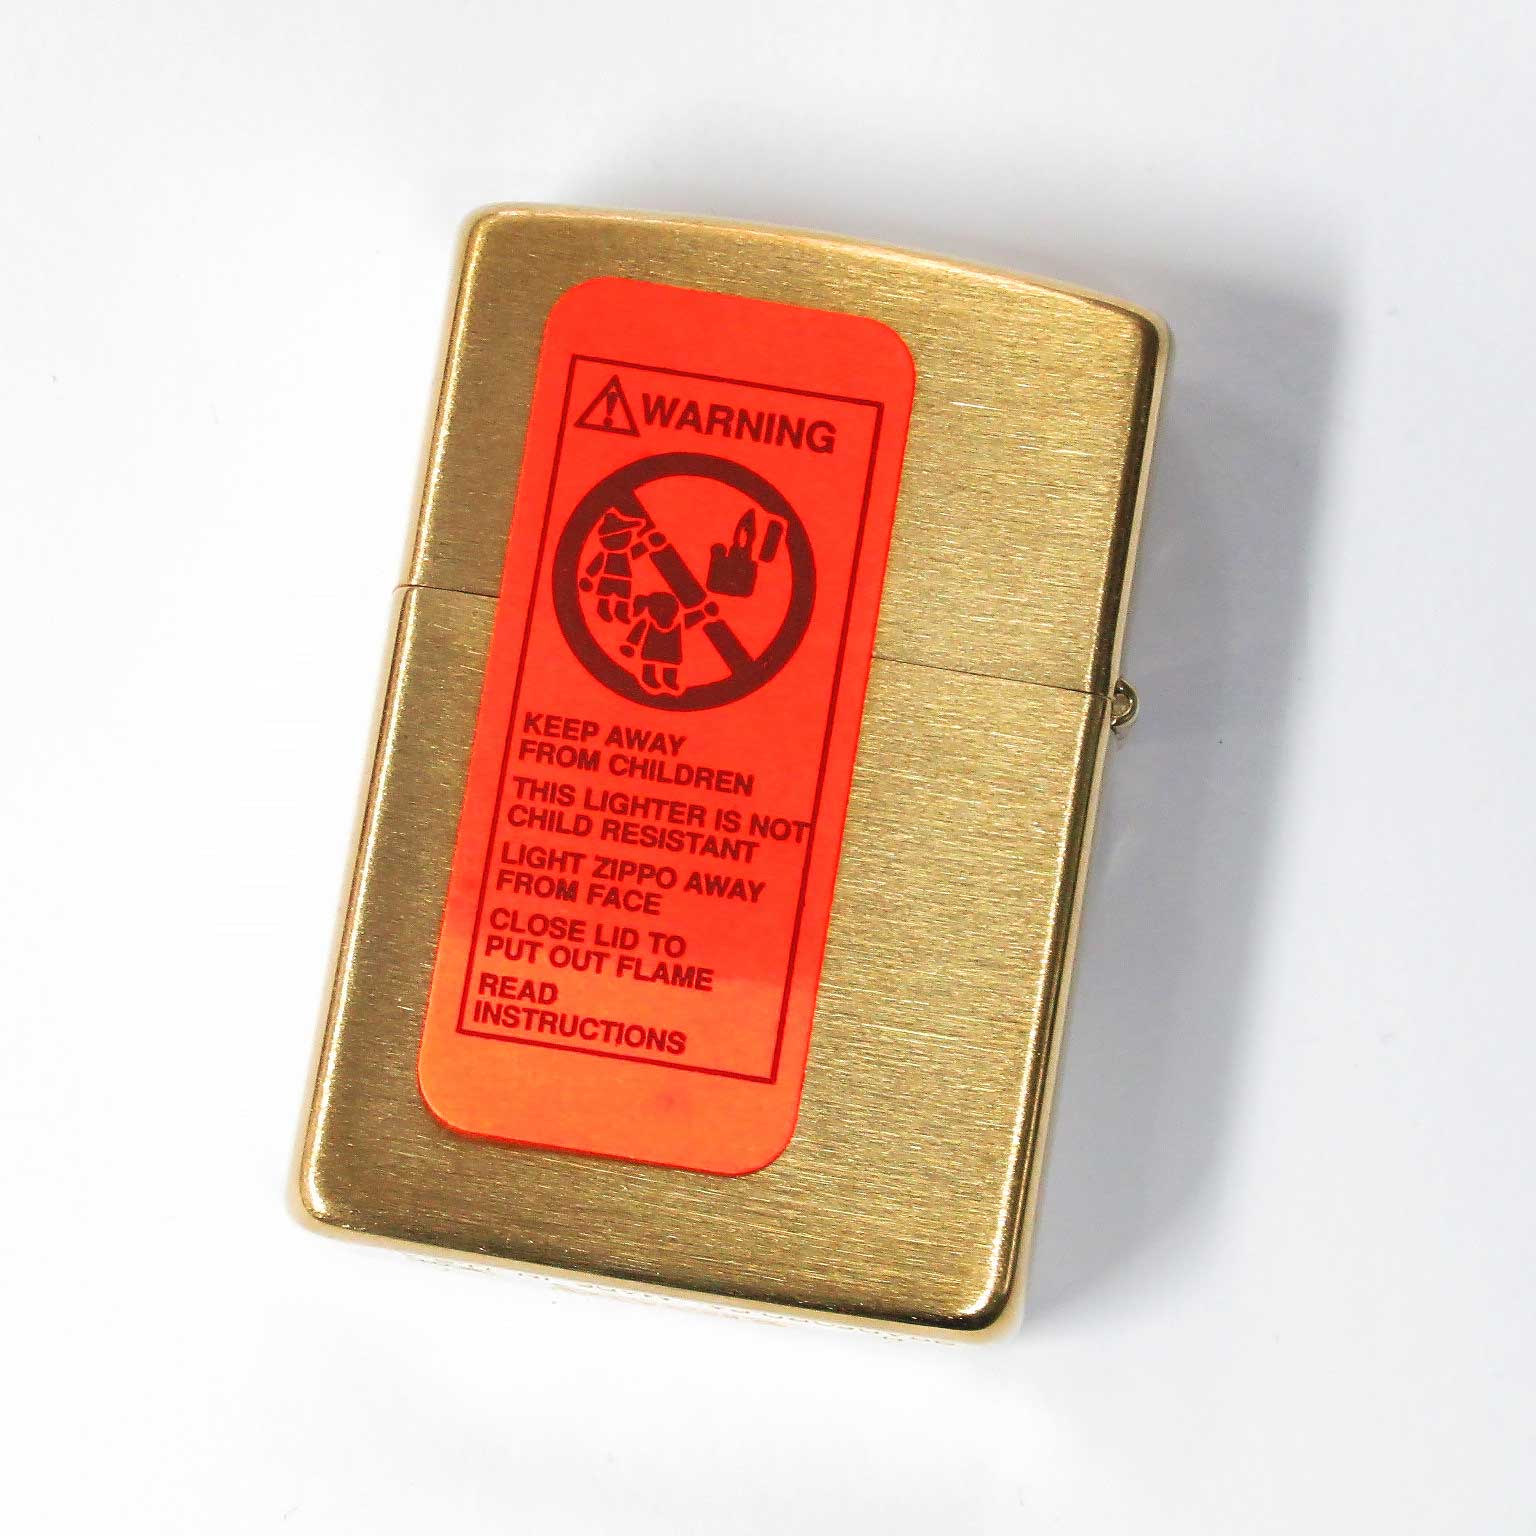 WARNING
KEEP AWAY
FROM CHILDREN
THIS LIGHTER IS NOT
CHILD RESISTANT
LIGHT ZIPPO AWAY
FROM FACE
CLOSE LID TO
PUT OUT FLAME
READ
INSTRUCTIONS